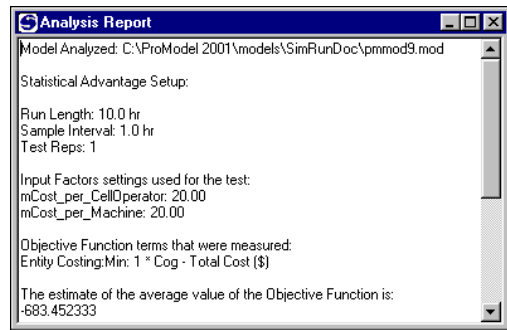 Analysis Report
Model Analyzed: C:\ProModel 2001\models\SimRunDoc\pmmod9.mod
Statistical Advantage Setup:
Run Length: 10.0 hr
Sample Interval: 1.0 hr
Test Reps: 1
Input Factors settings used for the test:
mCost_per_CellOperator: 20.00
mCost_per_Machine: 20.00
Objective Function terms that were measured:
Entity Costing:Min: 1 * Cog - Total Cost ($)
The estimate of the average value of the Objective Function is:
-683.452333